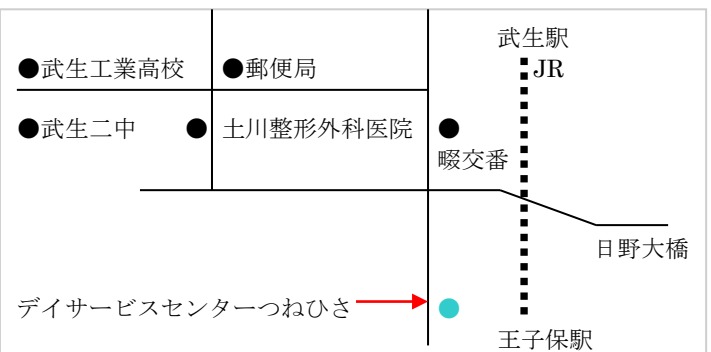 武生駅
●武生工業高校
●郵便局
JR
●武生二中
●
土川整形外科医院
●
畷交番
日野大橋
デイサービスセンターつねひさ
●
王子保駅